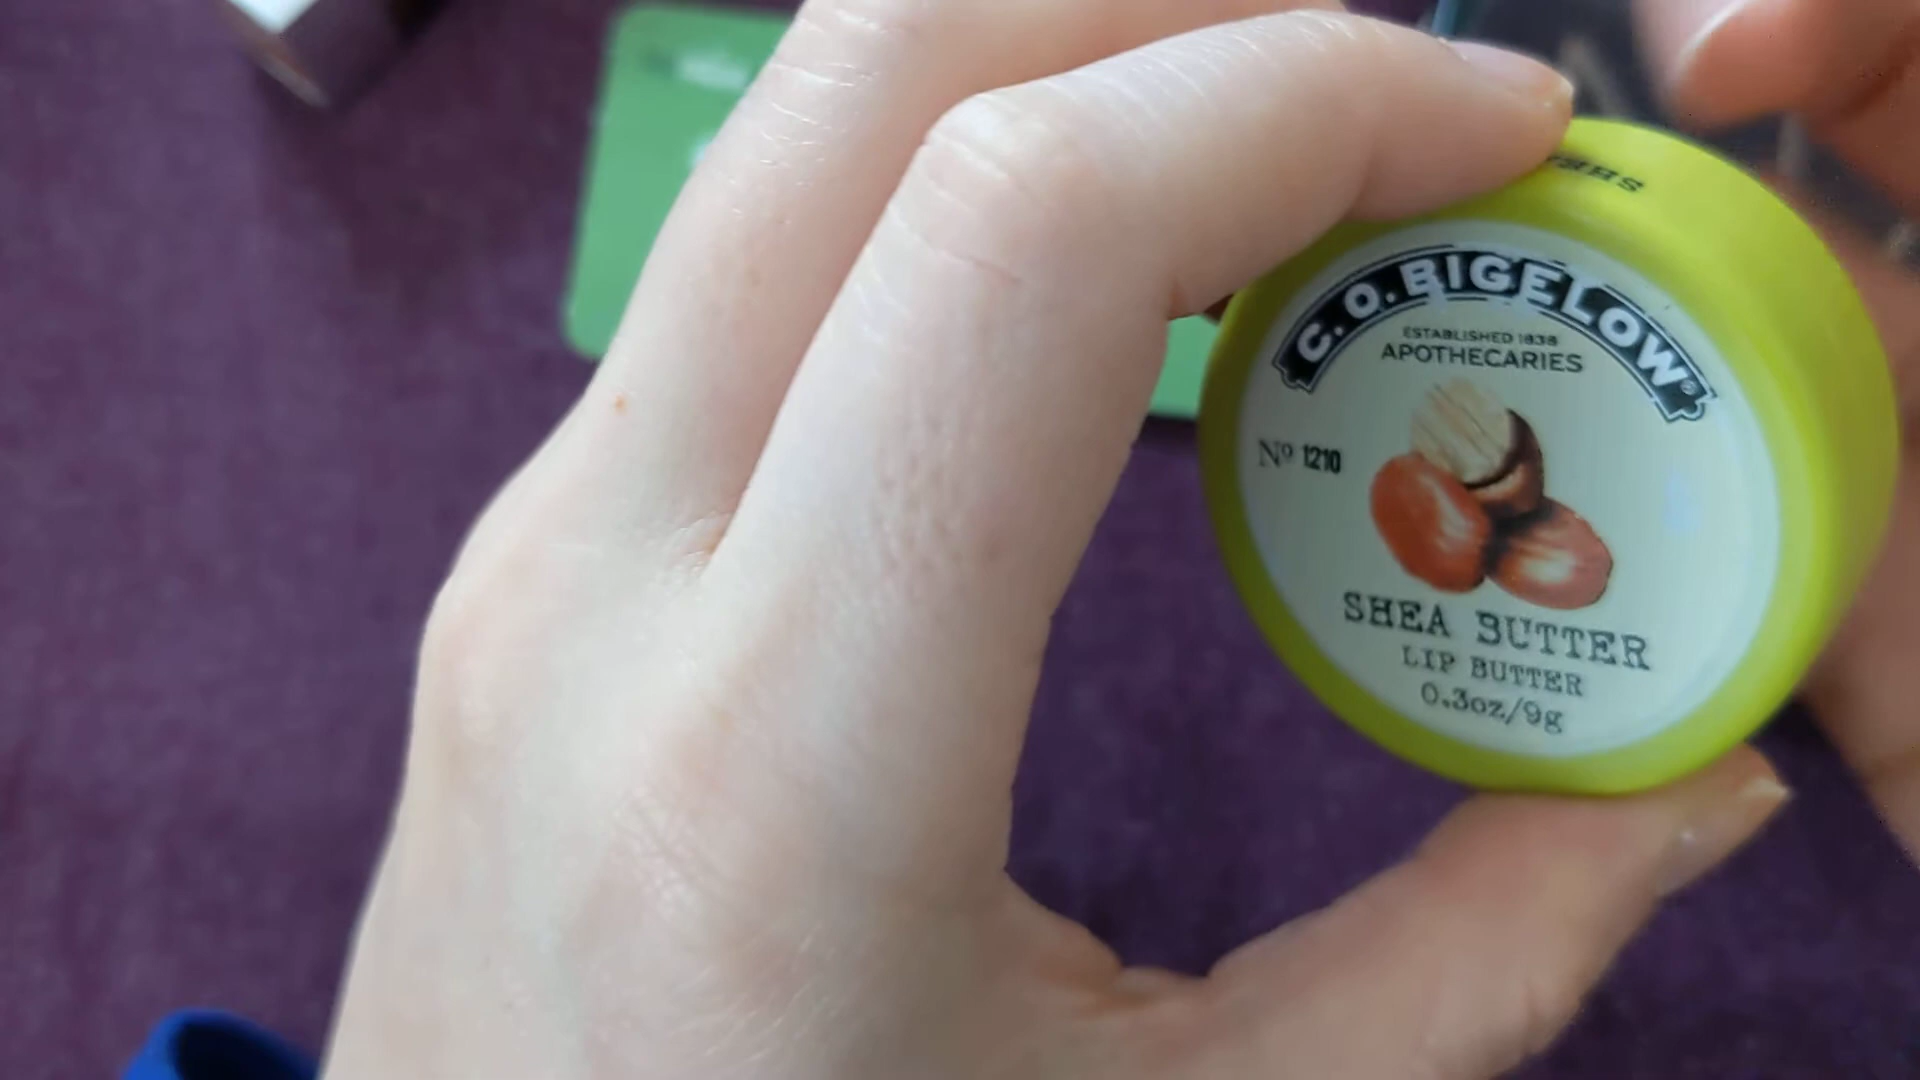 C. O. BIGELOW®
ESTABLISHED 1838
APOTHECARIES
Nº 1210
SHEA BUTTER
LIP BUTTER
0.3oz/9g